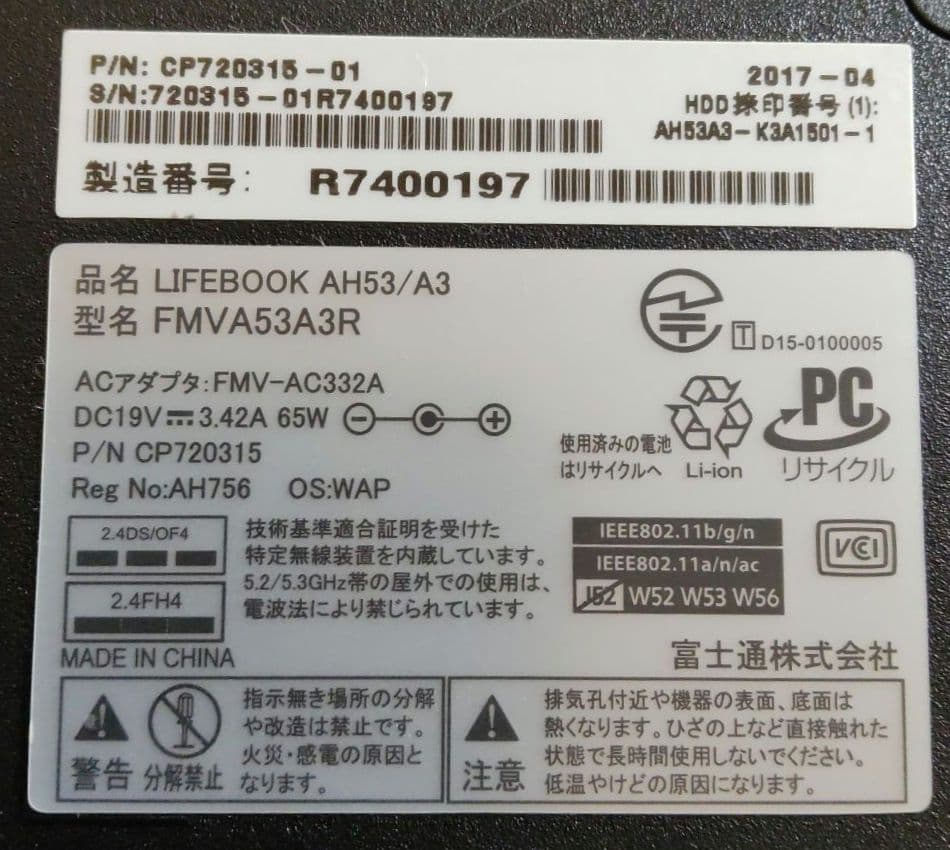 P/N: CP720315-01
S/N:720315-01R7400197
2017-04
HDD捺印番号(1):
AH53A3-K3A1501-1
製造番号: R7400197
品名 LIFEBOOK AH53/A3
型名 FMVA53A3R
T D15-0100005
ACアダプタ:FMV-AC332A
DC19V 3.42A 65W
P/N CP720315
Reg No:AH756 OS:WAP
使用済みの電池
はリサイクルへ
Li-ion
PC
リサイクル
2.4DS/OF4
2.4FH4
技術基準適合証明を受けた
特定無線装置を内蔵しています。
5.2/5.3GHz帯の屋外での使用は、
電波法により禁じられています。
IEEE802.11b/g/n
IEEE802.11a/n/ac
J52 W52 W53 W56
VCCI
MADE IN CHINA
富士通株式会社
警告
分解禁止
指示無き場所の分解
や改造は禁止です。
火災・感電の原因と
なります。
注意
排気孔付近や機器の表面、底面は
熱くなります。ひざの上など直接触れた
状態で長時間使用しないでください。
低温やけどの原因になります。